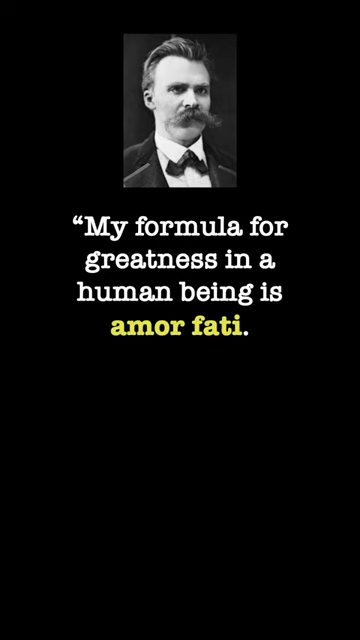 “My formula for
greatness in a
human being is
amor fati.